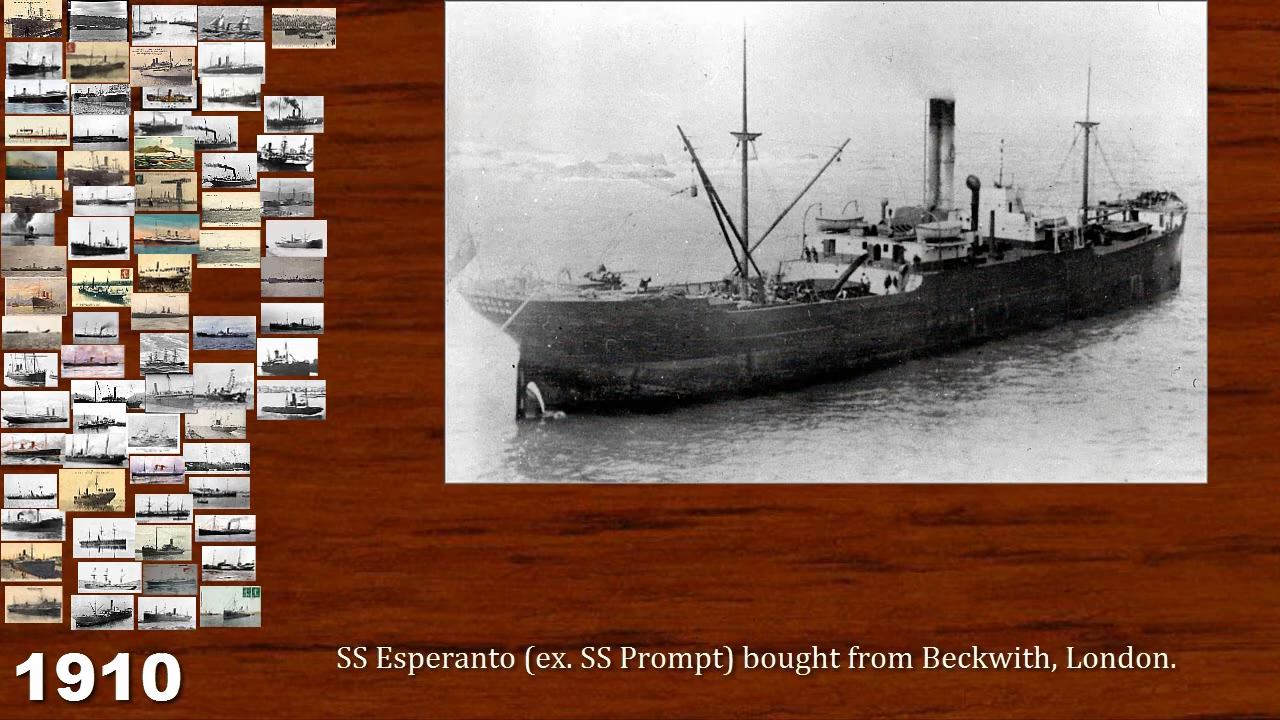 SS Esperanto (ex. SS Prompt) bought from Beckwith, London.
1910